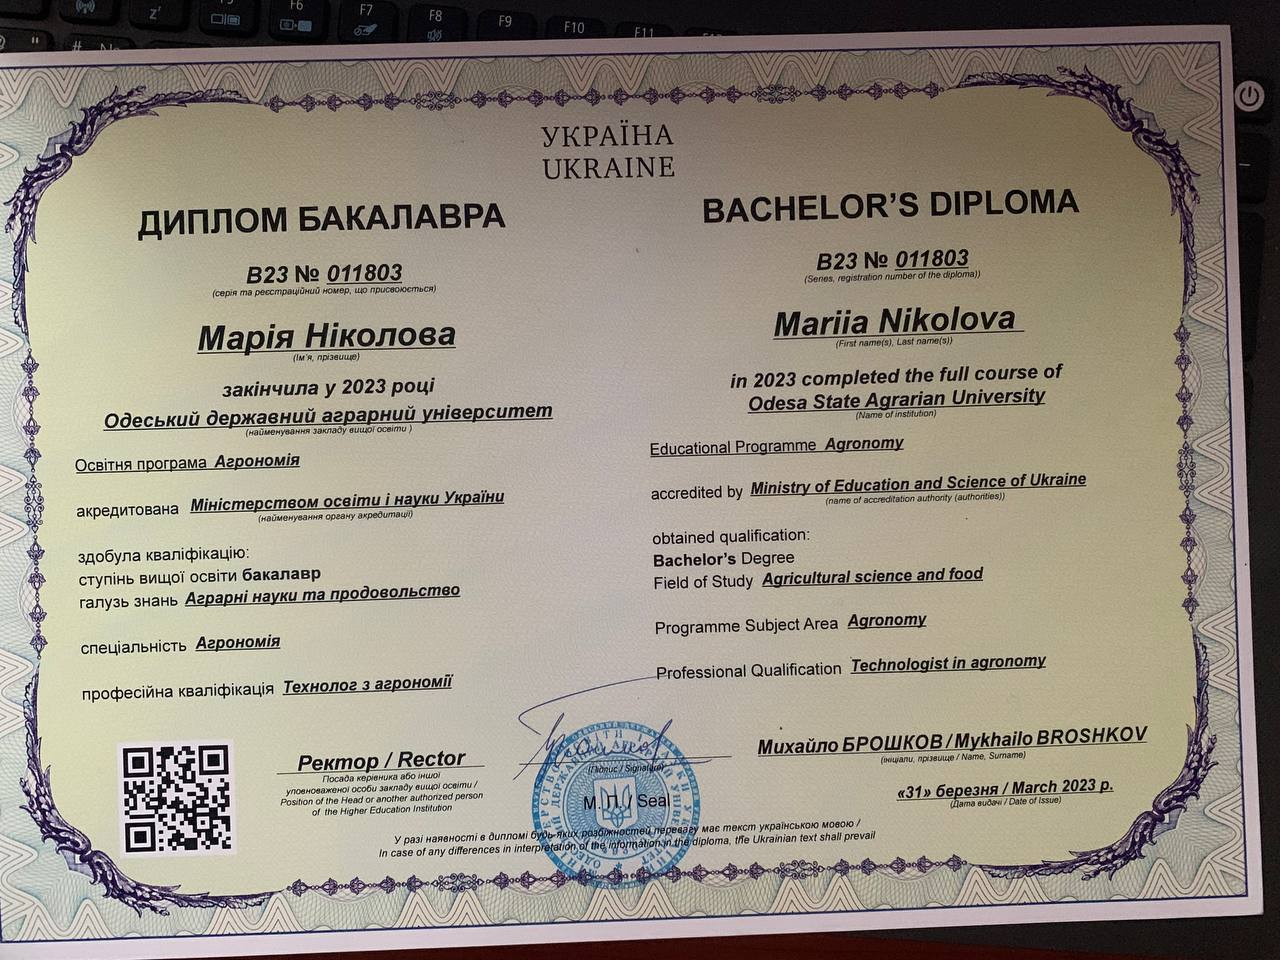 F6
F7
F8
F9
F10
F11
УКРАЇНА
UKRAINE
ДИПЛОМ БАКАЛАВРА
B23 № 011803
(серія та реєстраційний номер, що присвоюється)
Марія Ніколова
(Ім'я, прізвище)
закінчила у 2023 році
Одеський державний аграрний університет
(найменування закладу вищої освіти )
Освітня програма Агрономія
акредитована Міністерством освіти і науки України
(найменування органу акредитації)
здобула кваліфікацію:
ступінь вищої освіти бакалавр
галузь знань Аграрні науки та продовольство
спеціальність Агрономія
професійна кваліфікація Технолог з агрономії
BACHELOR'S DIPLOMA
B23 № 011803
(Series, registration number of the diploma))
Mariia Nikolova
(First name(s), Last name(s))
in 2023 completed the full course of
Odesa State Agrarian University
(Name of institution)
Educational Programme Agronomy
accredited by Ministry of Education and Science of Ukraine
(name of accreditation authority (authorities))
obtained qualification:
Bachelor's Degree
Field of Study Agricultural science and food
Programme Subject Area Agronomy
Professional Qualification Technologist in agronomy
Ректор / Rector
Посада керівника або іншої
уповноваженої особи закладу вищої освіти /
Position of the Head or another authorized person
of the Higher Education Institution
(Підпис / Signature)
М. П. / Seal
Михайло БРОШКОВ / Mykhailo BROSHKOV
(ініціали, прізвище / Name, Surname)
«31» березня / March 2023 р.
(Дата видачі / Date of issue)
У разі наявності в дипломі будь-яких розбіжностей перевагу має текст українською мовою /
In case of any differences in interpretation of the information in the diploma, the Ukrainian text shall prevail